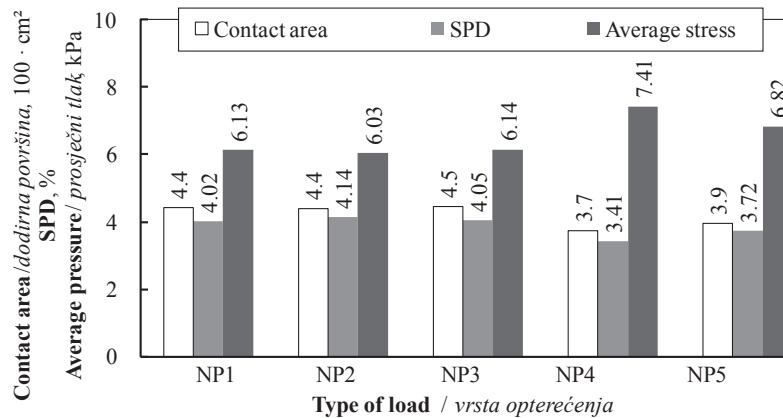 Contact area/dodirna površina, 100 · cm²
SPD, %
Average pressure/ prosječni tlak, kPa
10
8
6
4
2
0
Contact area SPD Average stress
4.4 4.02 6.13
4.4 4.14 6.03
4.5 4.05 6.14
3.7 3.41 7.41
3.9 3.72 6.82
NP1 NP2 NP3 NP4 NP5
Type of load / vrsta opterećenja